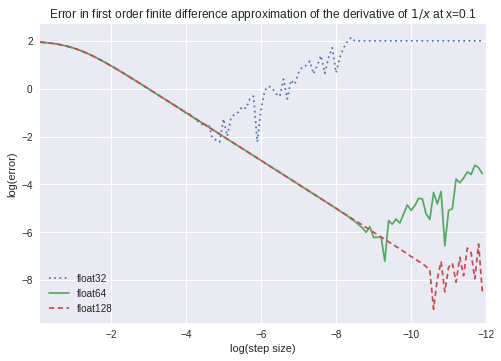 Error in first order finite difference approximation of the derivative of 1/x at x=0.1
log(error)
2
0
−2
−4
−6
−8
float32
float64
float128
−2
−4
−6
−8
−10
−12
log(step size)